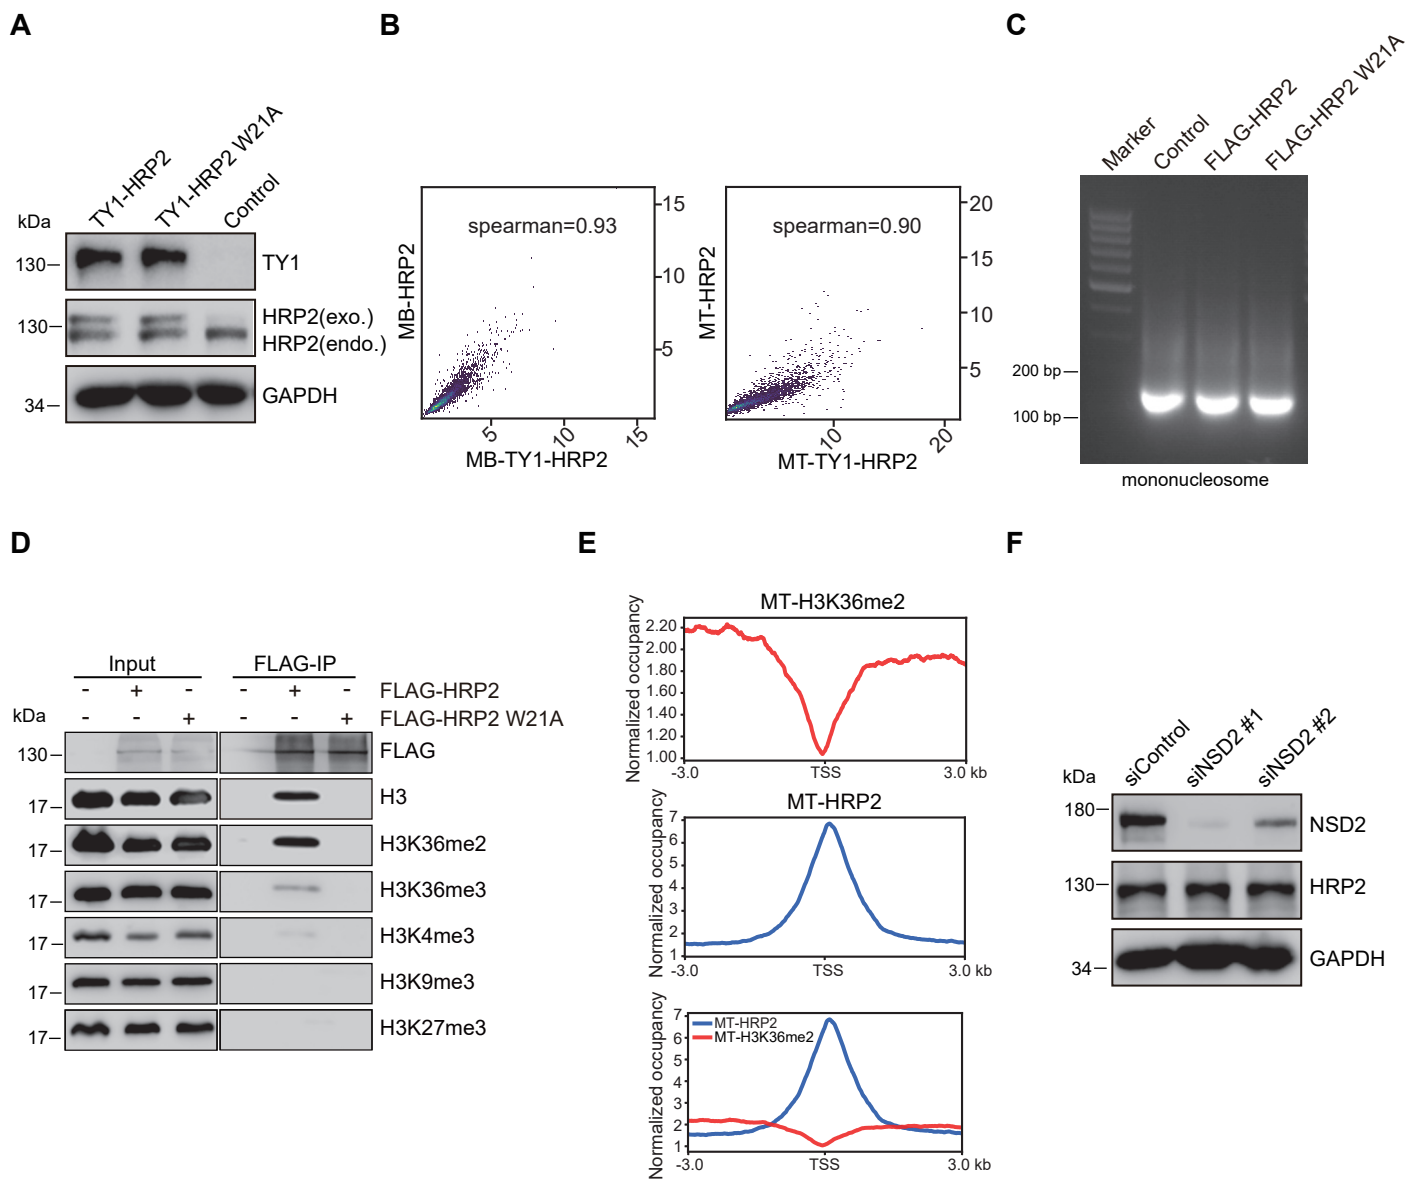 A
TY1-HRP2
TY1-HRP2 W21A
Control
kDa
130
TY1
130
HRP2(exo.)
HRP2(endo.)
34
GAPDH
B
MB-HRP2
spearman=0.93
15
10
5
5
10
15
MB-TY1-HRP2
MT-HRP2
spearman=0.90
20
15
10
5
10
20
MT-TY1-HRP2
C
Marker
Control
FLAG-HRP2
FLAG-HRP2 W21A
200 bp
100 bp
mononucleosome
D
Input
FLAG-IP
- + - - + - FLAG-HRP2
kDa
- - + - - + FLAG-HRP2 W21A
130
FLAG
17
H3
17
H3K36me2
17
H3K36me3
17
H3K4me3
17
H3K9me3
17
H3K27me3
E
MT-H3K36me2
Normalized occupancy
2.20
2.00
1.80
1.60
1.40
1.20
1.00
-3.0 TSS 3.0 kb
MT-HRP2
Normalized occupancy
7
6
5
4
3
2
1
-3.0 TSS 3.0 kb
Normalized occupancy
7
6
5
4
3
2
1
MT-HRP2
MT-H3K36me2
-3.0 TSS 3.0 kb
F
siControl
siNSD2 #1
siNSD2 #2
kDa
180
NSD2
130
HRP2
34
GAPDH